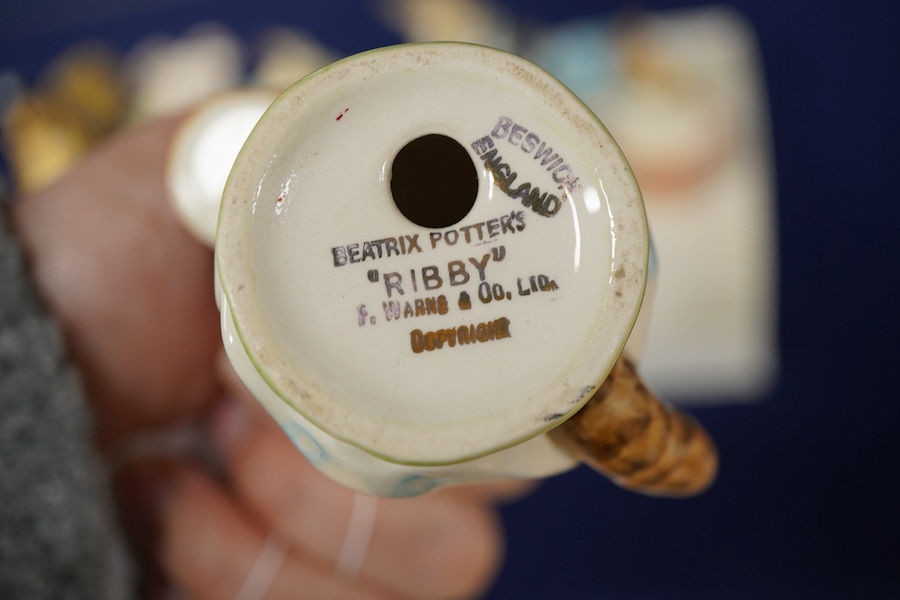 BESWICK
ENGLAND
BEATRIX POTTER'S
"RIBBY"
F. WARNE & CO. LTD.
COPYRIGHT